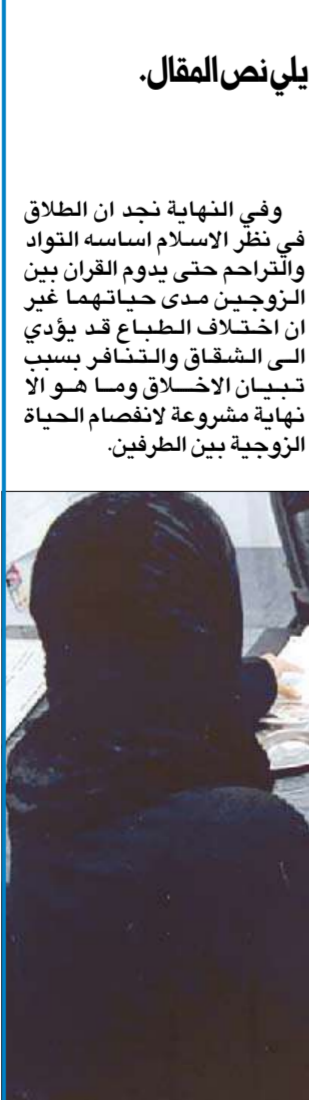 يلي نص المقال.
وفي النهاية نجد ان الطلاق
في نظر الاسلام اساسه التواد
والتراحم حتى يدوم القران بين
الزوجين مدى حياتهما غير
ان اختلاف الطباع قد يؤدي
الى الشقاق والتنافر بسبب
تبيان الاخلاق وما هو الا
نهاية مشروعة لانفصام الحياة
الزوجية بين الطرفين.